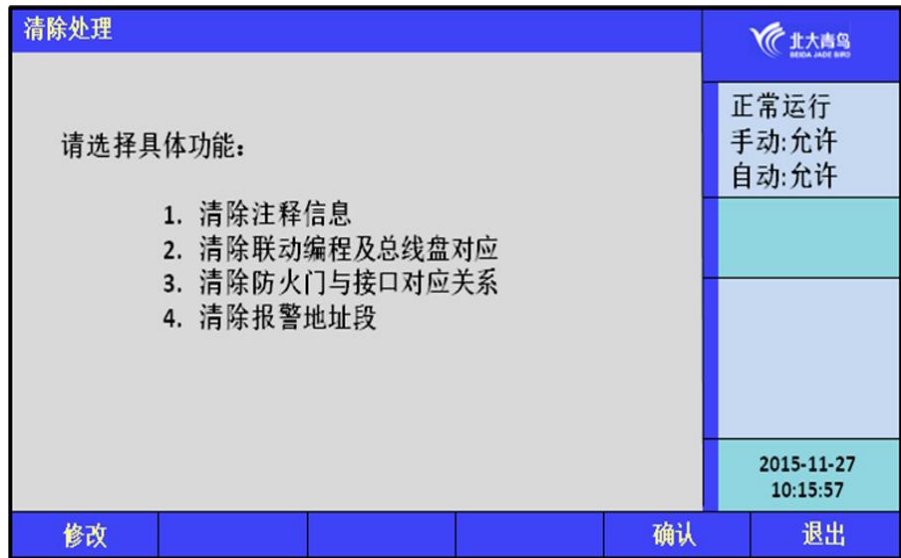 清除处理
北大青鸟
BEIDA JADE BIRD
正常运行
手动:允许
自动:允许
请选择具体功能：
1. 清除注释信息
2. 清除联动编程及总线盘对应
3. 清除防火门与接口对应关系
4. 清除报警地址段
2015-11-27
10:15:57
修改
确认
退出